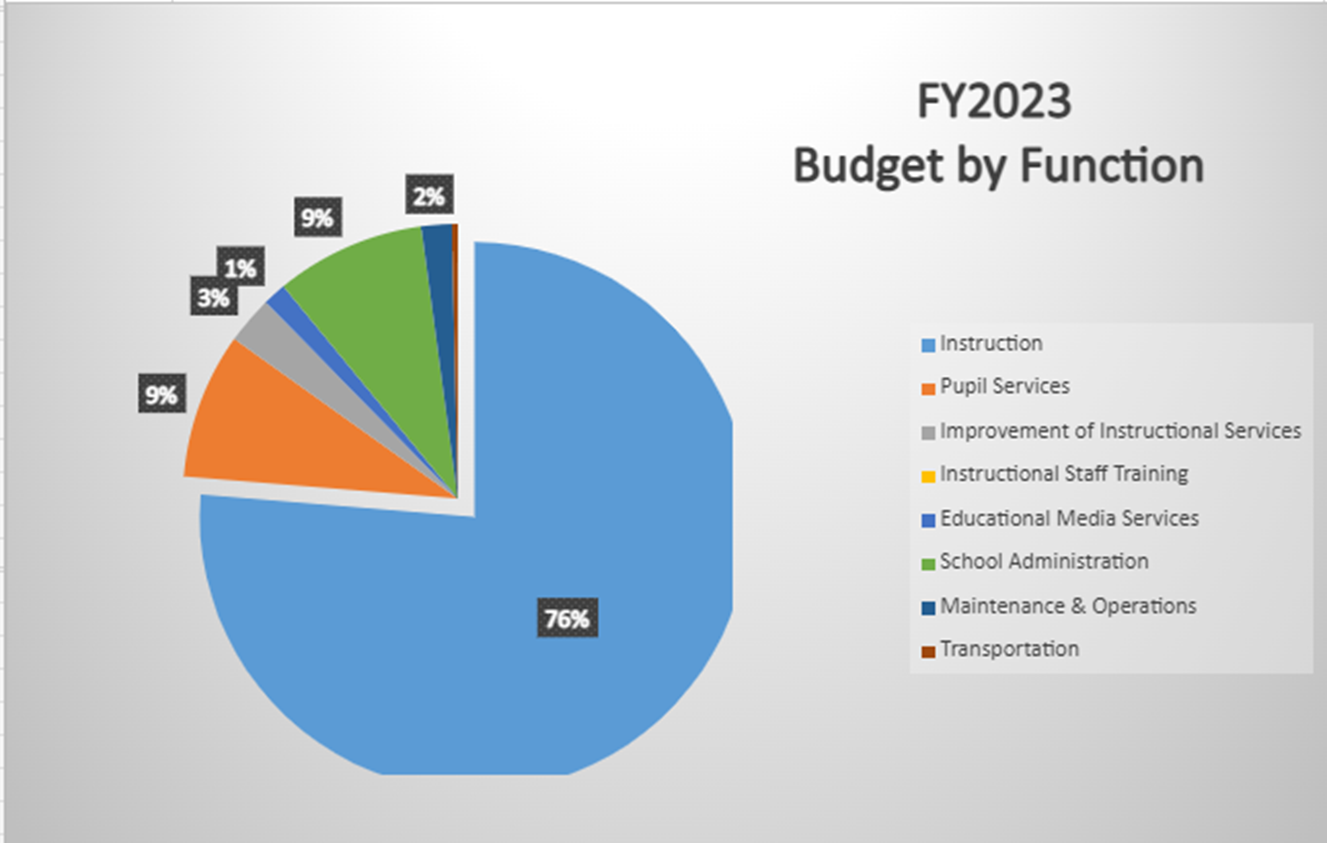 FY2023
Budget by Function
2%
9%
1%
3%
9%
76%
Instruction
Pupil Services
Improvement of Instructional Services
Instructional Staff Training
Educational Media Services
School Administration
Maintenance & Operations
Transportation